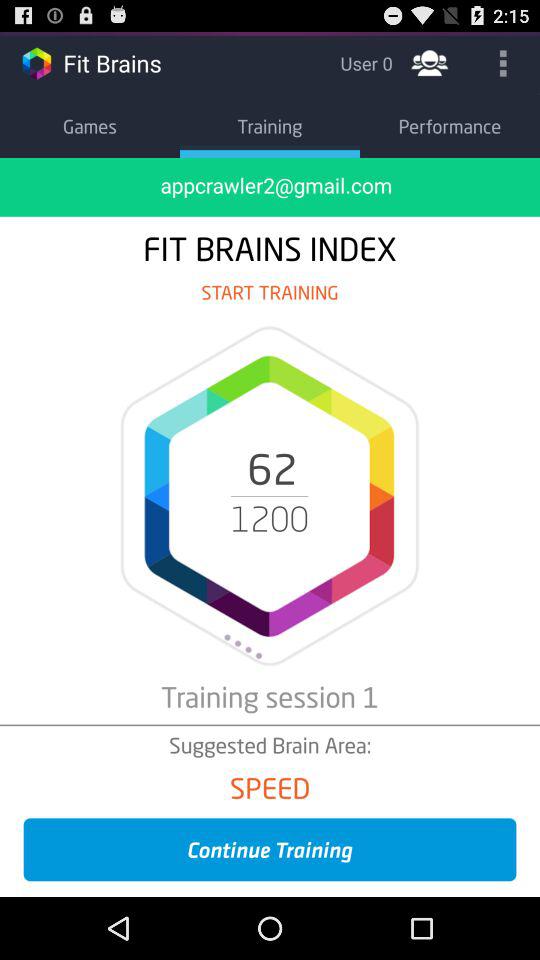 2:15
Fit Brains
User 0
Games Training Performance
appcrawler2@gmail.com
FIT BRAINS INDEX
START TRAINING
62
1200
Training session 1
Suggested Brain Area:
SPEED
Continue Training